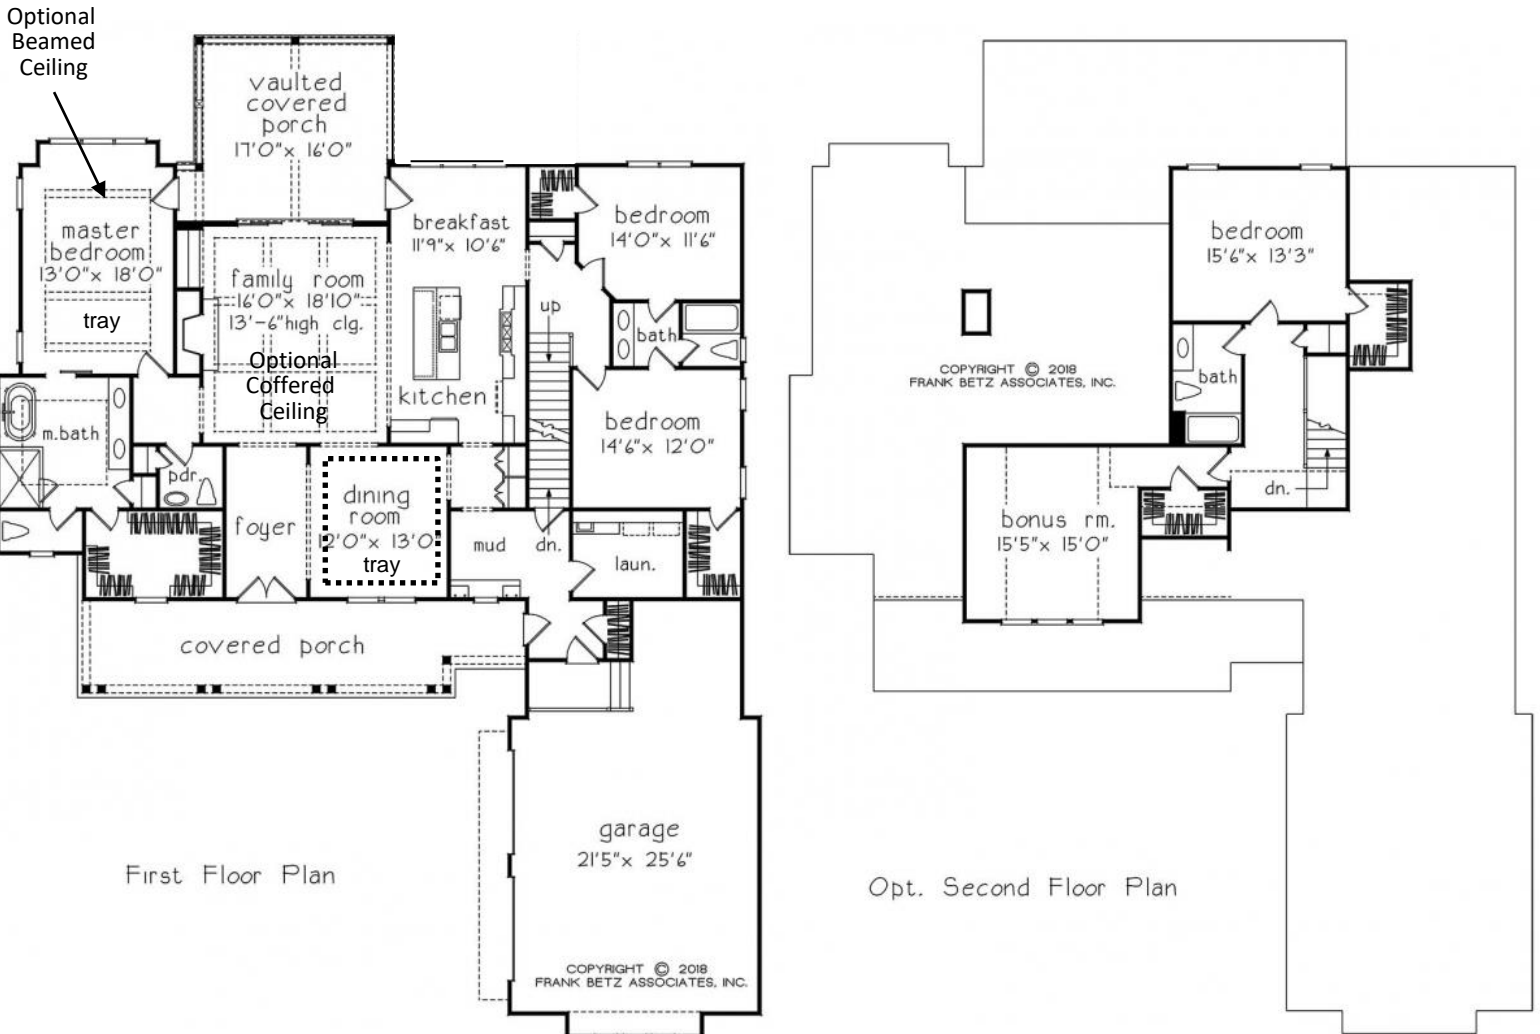 Optional
Beamed
Ceiling
vaulted
covered
porch
17'0"x 16'0"
master
bedroom
13'0"x 18'0"
tray
family room
16'0"x 18'10"
13'-6"high clg.
Optional
Coffered
Ceiling
breakfast
11'9"x 10'6"
kitchen
up
bedroom
14'0"x 11'6"
bath
bedroom
14'6"x 12'0"
m.bath
pdr.
foyer
dining
room
12'0"x 13'0"
tray
mud
dn.
laun.
covered porch
garage
21'5"x 25'6"
First Floor Plan
COPYRIGHT © 2018
FRANK BETZ ASSOCIATES, INC.
bedroom
15'6"x 13'3"
COPYRIGHT © 2018
FRANK BETZ ASSOCIATES, INC.
bath
dn.
bonus rm.
15'5"x 15'0"
Opt. Second Floor Plan